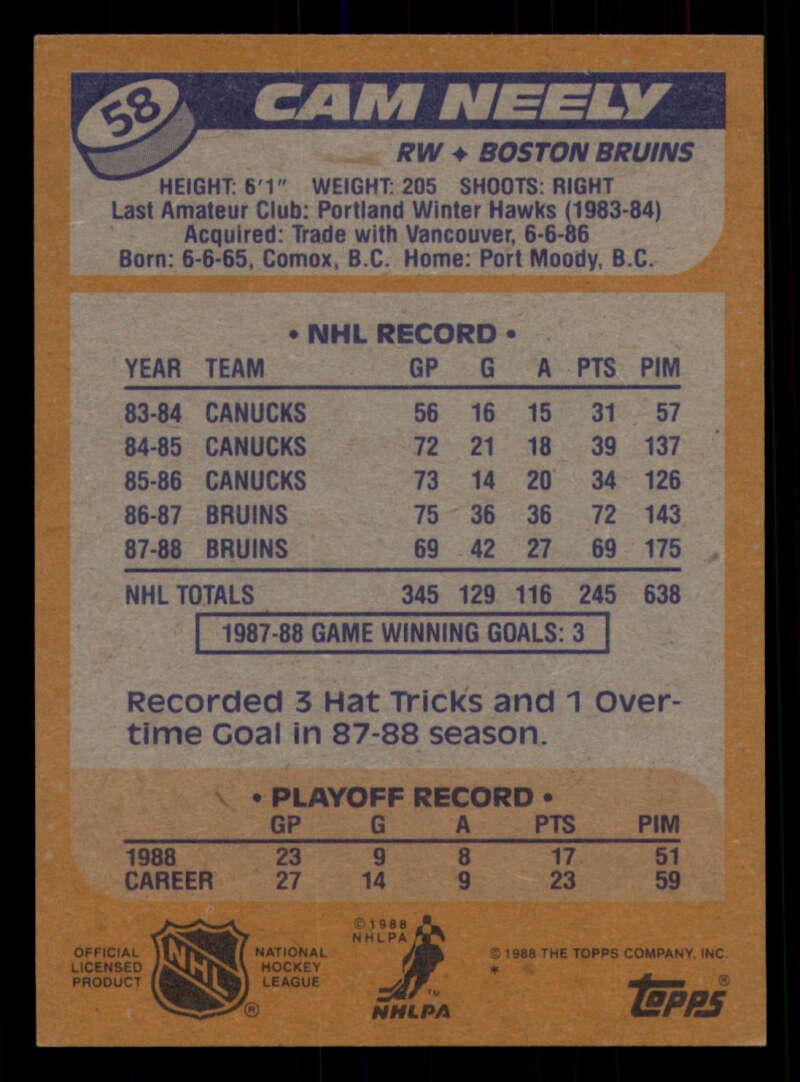 58
CAM NEELY
RW ✦ BOSTON BRUINS
HEIGHT: 6'1" WEIGHT: 205 SHOOTS: RIGHT
Last Amateur Club: Portland Winter Hawks (1983-84)
Acquired: Trade with Vancouver, 6-6-86
Born: 6-6-65, Comox, B.C. Home: Port Moody, B.C.
• NHL RECORD •
YEAR TEAM GP G A PTS PIM
83-84 CANUCKS 56 16 15 31 57
84-85 CANUCKS 72 21 18 39 137
85-86 CANUCKS 73 14 20 34 126
86-87 BRUINS 75 36 36 72 143
87-88 BRUINS 69 42 27 69 175
NHL TOTALS 345 129 116 245 638
1987-88 GAME WINNING GOALS: 3
Recorded 3 Hat Tricks and 1 Over-
time Goal in 87-88 season.
• PLAYOFF RECORD •
GP G A PTS PIM
1988 23 9 8 17 51
CAREER 27 14 9 23 59
OFFICIAL
LICENSED
PRODUCT
NHL
®
NATIONAL
HOCKEY
LEAGUE
©1988
NHLPA
TM
NHLPA
© 1988 THE TOPPS COMPANY, INC.
*
topps®